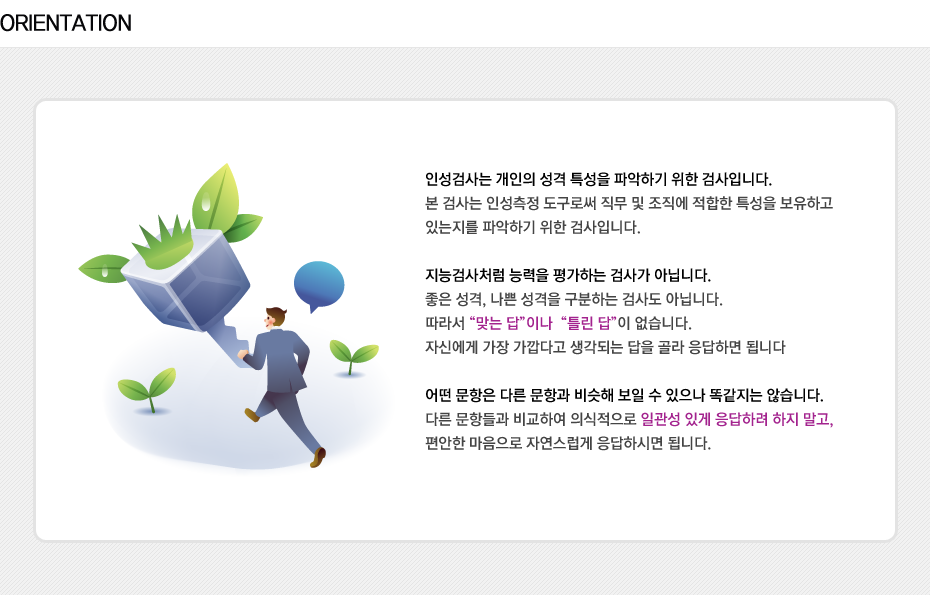 ORIENTATION
인성검사는 개인의 성격 특성을 파악하기 위한 검사입니다.
본 검사는 인성측정 도구로써 직무 및 조직에 적합한 특성을 보유하고
있는지를 파악하기 위한 검사입니다.
지능검사처럼 능력을 평가하는 검사가 아닙니다.
좋은 성격, 나쁜 성격을 구분하는 검사도 아닙니다.
따라서 “맞는 답”이나 “틀린 답”이 없습니다.
자신에게 가장 가깝다고 생각되는 답을 골라 응답하면 됩니다
어떤 문항은 다른 문항과 비슷해 보일 수 있으나 똑같지는 않습니다.
다른 문항들과 비교하여 의식적으로 일관성 있게 응답하려 하지 말고,
편안한 마음으로 자연스럽게 응답하시면 됩니다.